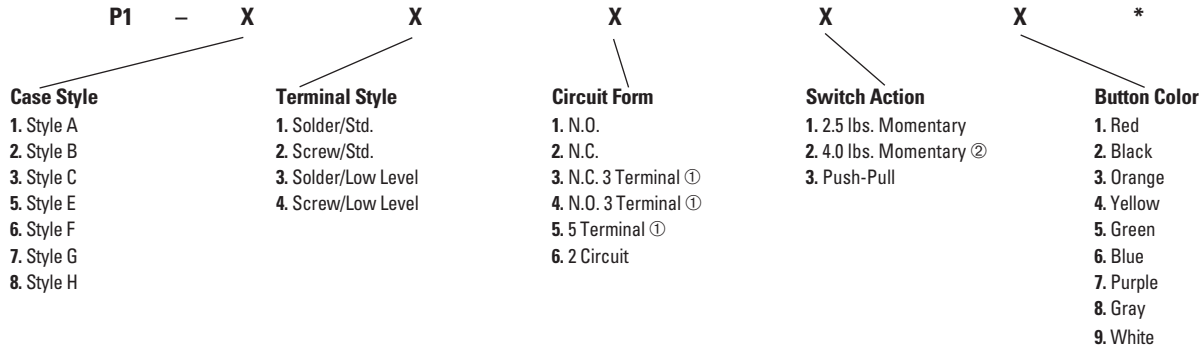 P1 – X X X X X *
Case Style
1. Style A
2. Style B
3. Style C
5. Style E
6. Style F
7. Style G
8. Style H
Terminal Style
1. Solder/Std.
2. Screw/Std.
3. Solder/Low Level
4. Screw/Low Level
Circuit Form
1. N.O.
2. N.C.
3. N.C. 3 Terminal ①
4. N.O. 3 Terminal ①
5. 5 Terminal ①
6. 2 Circuit
Switch Action
1. 2.5 lbs. Momentary
2. 4.0 lbs. Momentary ②
3. Push-Pull
Button Color
1. Red
2. Black
3. Orange
4. Yellow
5. Green
6. Blue
7. Purple
8. Gray
9. White